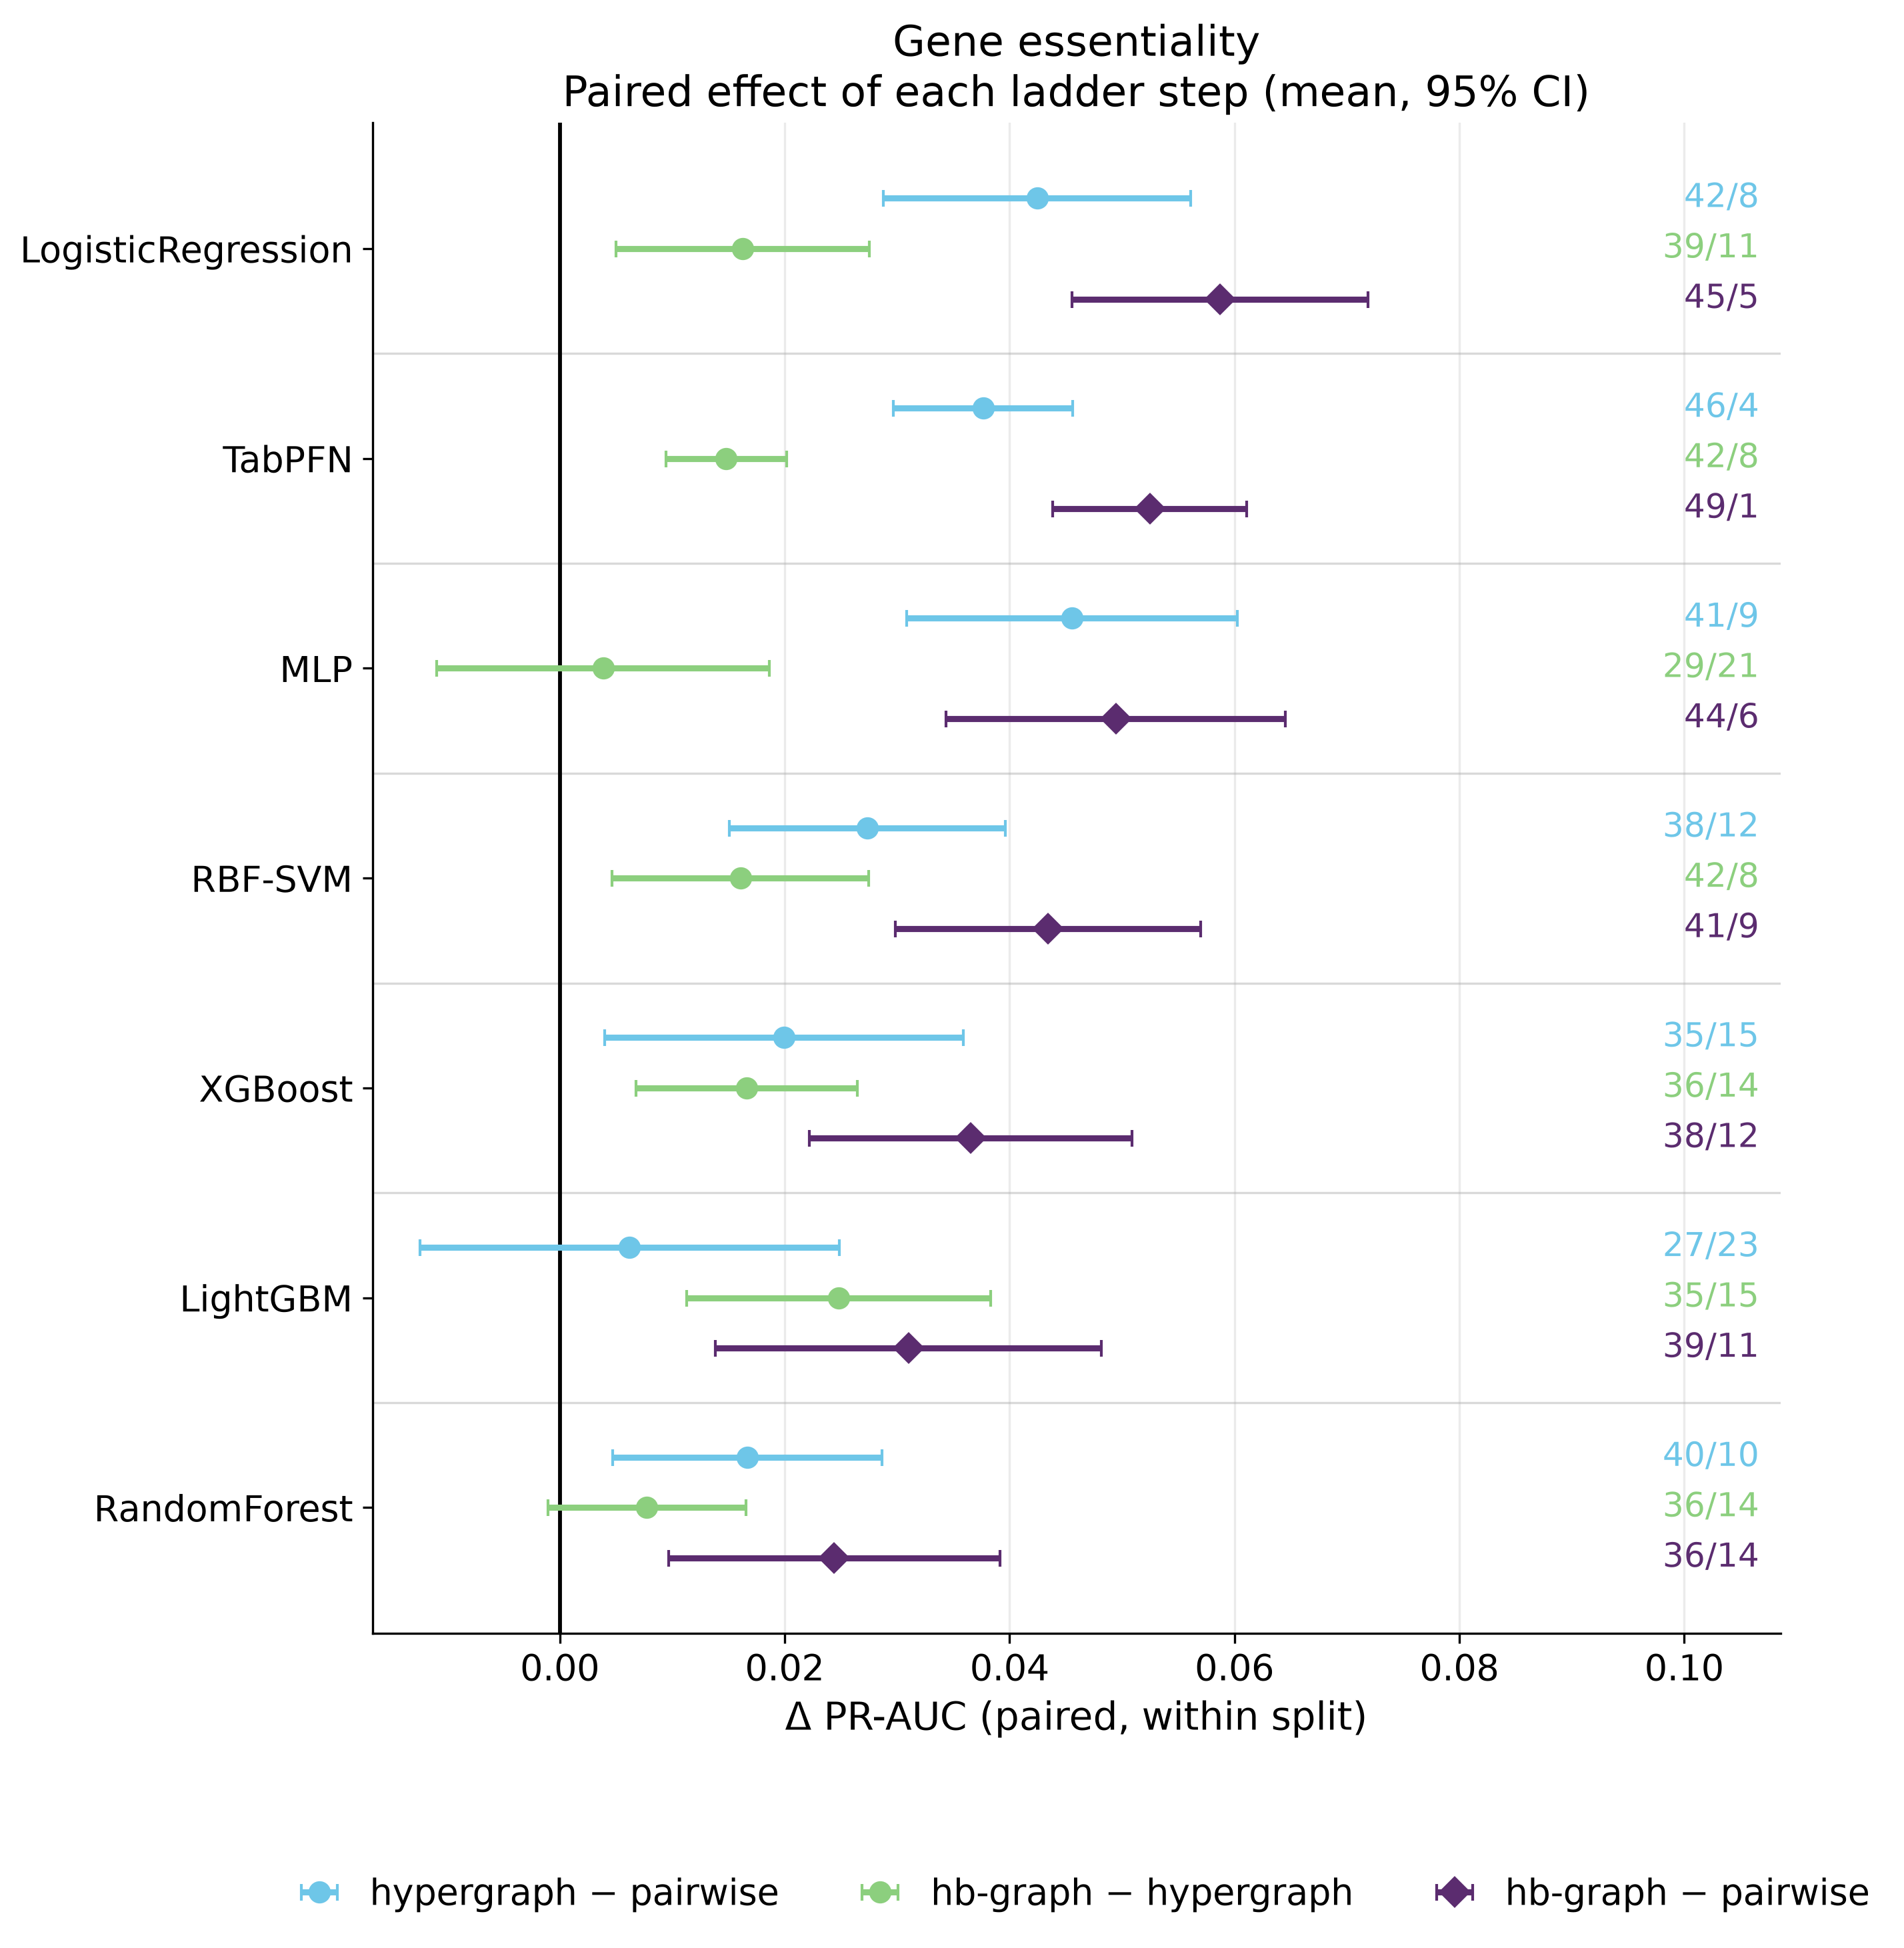 Gene essentiality
Paired effect of each ladder step (mean, 95% CI)
42/8
LogisticRegression 39/11
45/5
46/4
TabPFN 42/8
49/1
41/9
MLP 29/21
44/6
38/12
RBF-SVM 42/8
41/9
35/15
XGBoost 36/14
38/12
27/23
LightGBM 35/15
39/11
40/10
RandomForest 36/14
36/14
0.00 0.02 0.04 0.06 0.08 0.10
Δ PR-AUC (paired, within split)
hypergraph − pairwise hb-graph − hypergraph hb-graph − pairwise